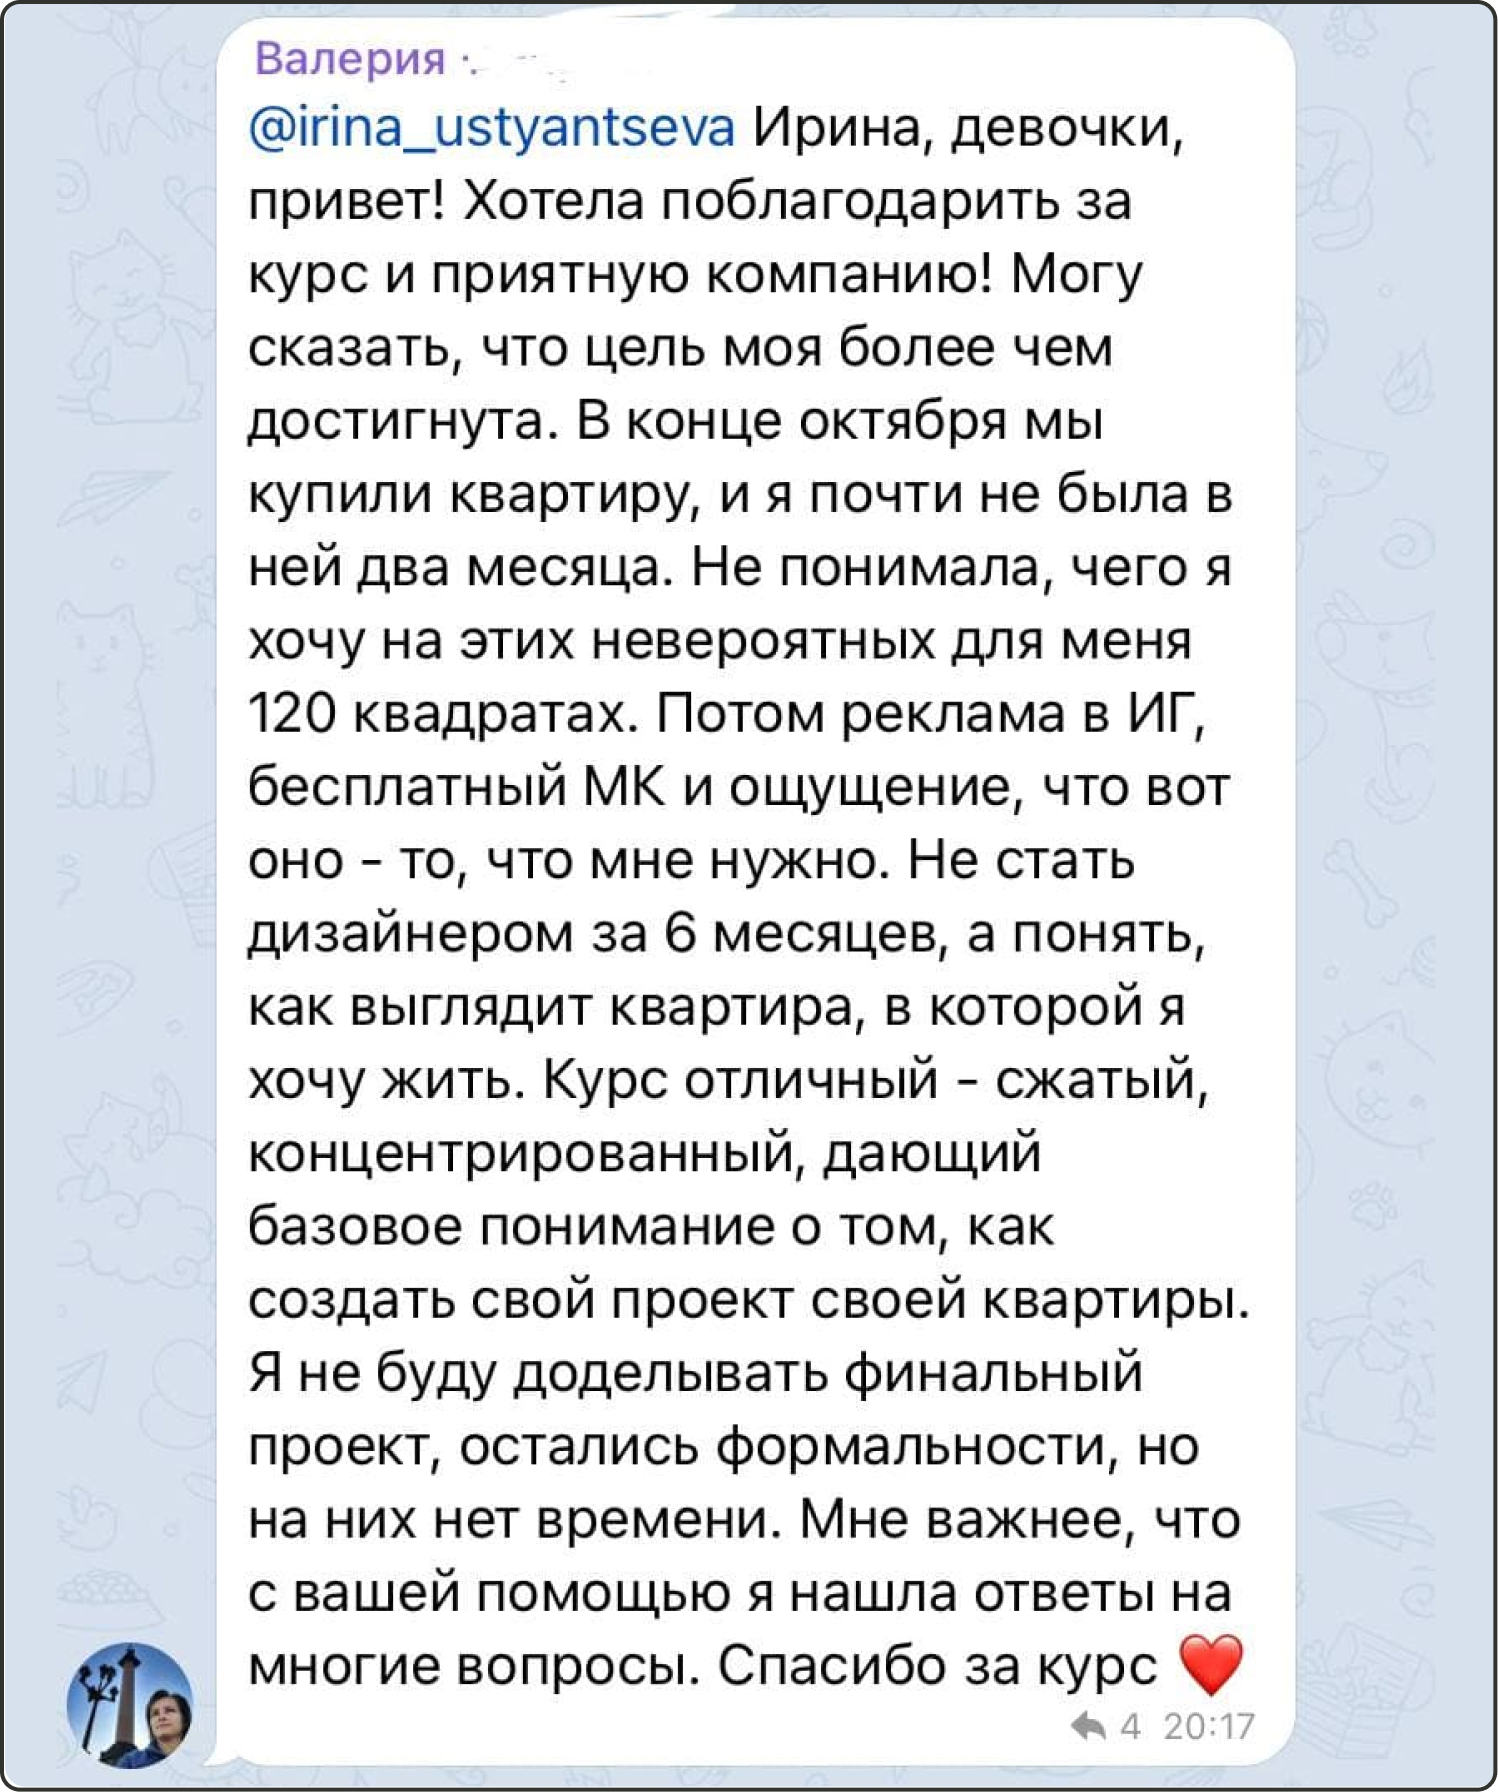 Валерия
@irina_ustyantseva Ирина, девочки,
привет! Хотела поблагодарить за
курс и приятную компанию! Могу
сказать, что цель моя более чем
достигнута. В конце октября мы
купили квартиру, и я почти не была в
ней два месяца. Не понимала, чего я
хочу на этих невероятных для меня
120 квадратах. Потом реклама в ИГ,
бесплатный МК и ощущение, что вот
оно - то, что мне нужно. Не стать
дизайнером за 6 месяцев, а понять,
как выглядит квартира, в которой я
хочу жить. Курс отличный - сжатый,
концентрированный, дающий
базовое понимание о том, как
создать свой проект своей квартиры.
Я не буду доделывать финальный
проект, остались формальности, но
на них нет времени. Мне важнее, что
с вашей помощью я нашла ответы на
многие вопросы. Спасибо за курс ❤️
4 20:17